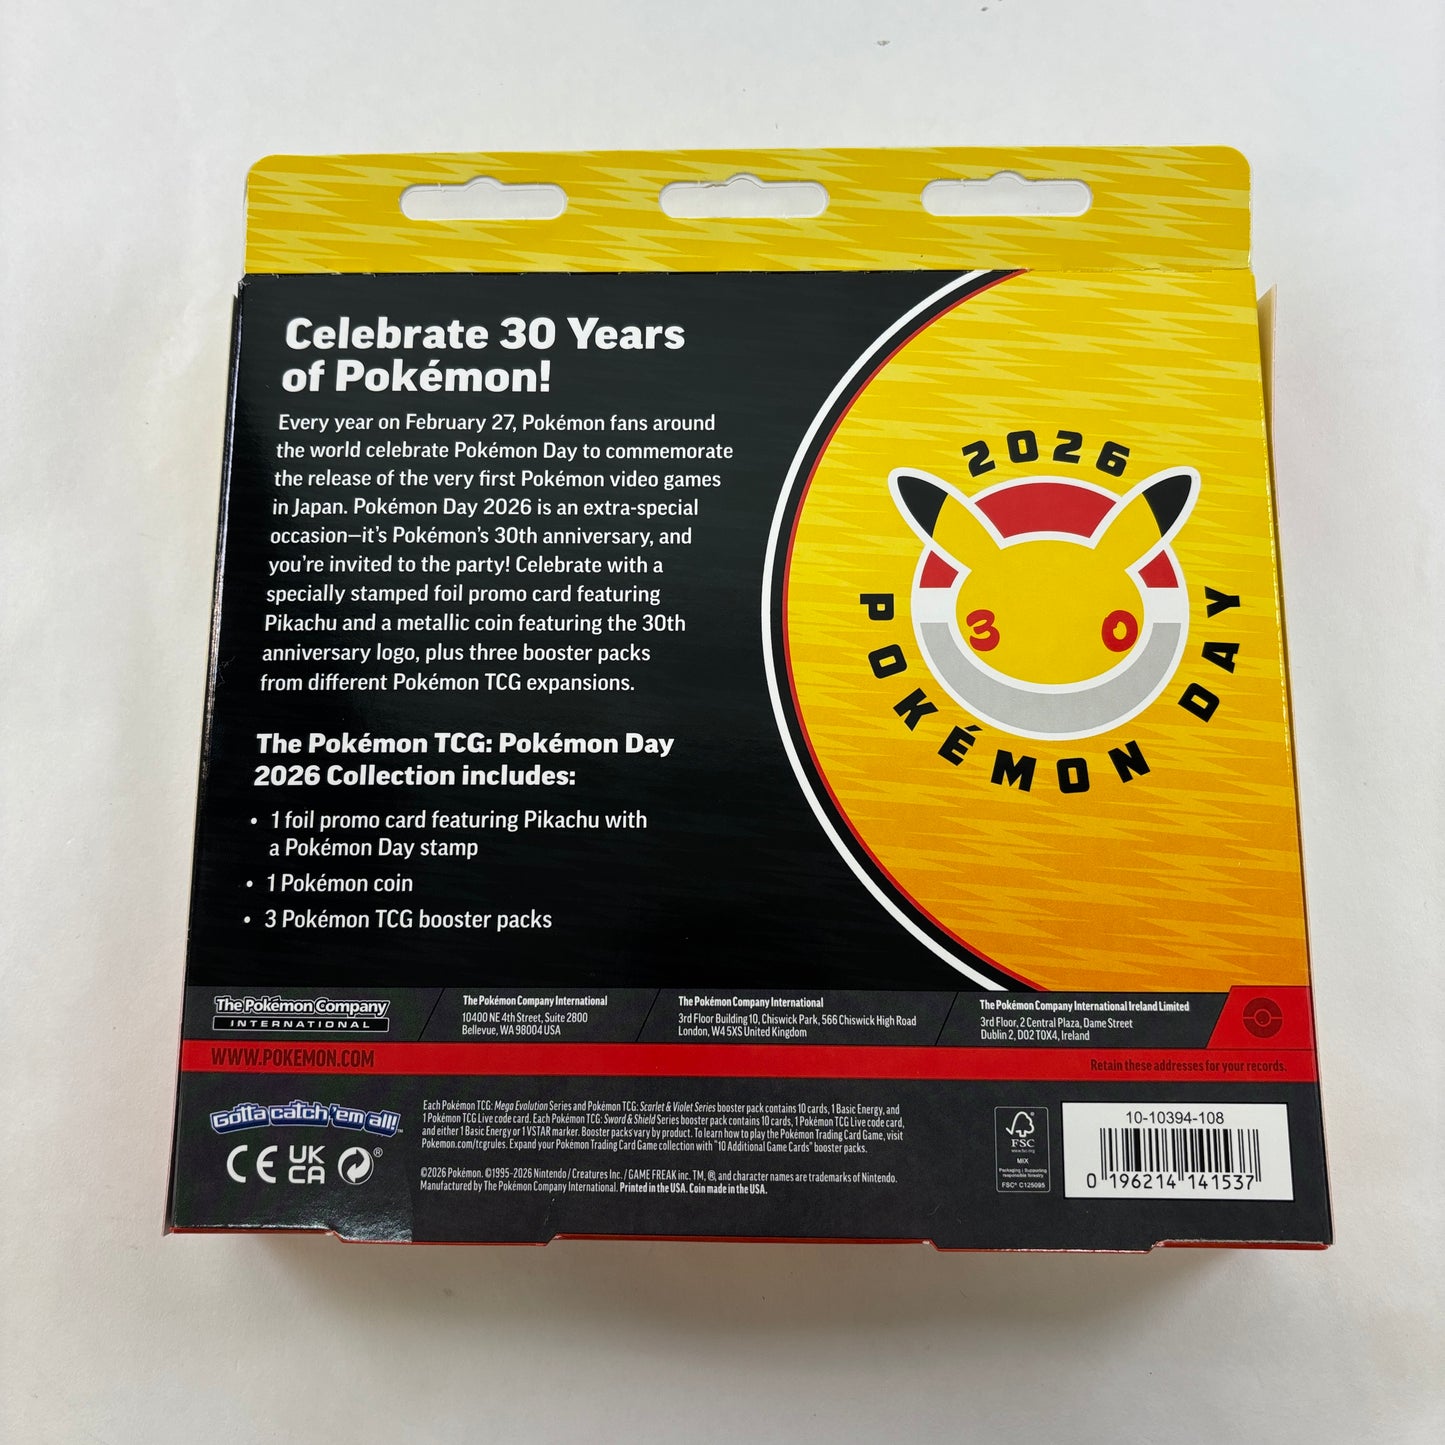 Celebrate 30 Years
of Pokémon!
Every year on February 27, Pokémon fans around
the world celebrate Pokémon Day to commemorate
the release of the very first Pokémon video games
in Japan. Pokémon Day 2026 is an extra-special
occasion—it's Pokémon's 30th anniversary, and
you're invited to the party! Celebrate with a
specially stamped foil promo card featuring
Pikachu and a metallic coin featuring the 30th
anniversary logo, plus three booster packs
from different Pokémon TCG expansions.
The Pokémon TCG: Pokémon Day
2026 Collection includes:
• 1 foil promo card featuring Pikachu with
a Pokémon Day stamp
• 1 Pokémon coin
• 3 Pokémon TCG booster packs
2026
30
POKÉMON DAY
The Pokémon Company
INTERNATIONAL
The Pokémon Company International
10400 NE 4th Street, Suite 2800
Bellevue, WA 98004 USA
The Pokémon Company International
3rd Floor Building 10, Chiswick Park, 566 Chiswick High Road
London, W4 5XS United Kingdom
The Pokémon Company International Ireland Limited
3rd Floor, 2 Central Plaza, Dame Street
Dublin 2, D02 T0X4, Ireland
WWW.POKEMON.COM
Retain these addresses for your records.
Gotta catch 'em all!™
CE UK CA ®
Each Pokémon TCG: Mega Evolution Series and Pokémon TCG: Scarlet & Violet Series booster pack contains 10 cards, 1 Basic Energy, and
1 Pokémon TCG Live code card. Each Pokémon TCG: Sword & Shield Series booster pack contains 10 cards, 1 Pokémon TCG Live code card,
and either 1 Basic Energy or 1 VSTAR marker. Booster packs vary by product. To learn how to play the Pokémon Trading Card Game, visit
Pokemon.com/tcgrules. Expand your Pokémon Trading Card Game collection with "10 Additional Game Cards" booster packs.
©2026 Pokémon. ©1995-2026 Nintendo / Creatures Inc. / GAME FREAK inc. TM, ®, and character names are trademarks of Nintendo.
Manufactured by The Pokémon Company International. Printed in the USA. Coin made in the USA.
FSC
www.fsc.org
MIX
Packaging | Supporting
responsible forestry
FSC® C125095
10-10394-108
0 196214 141537